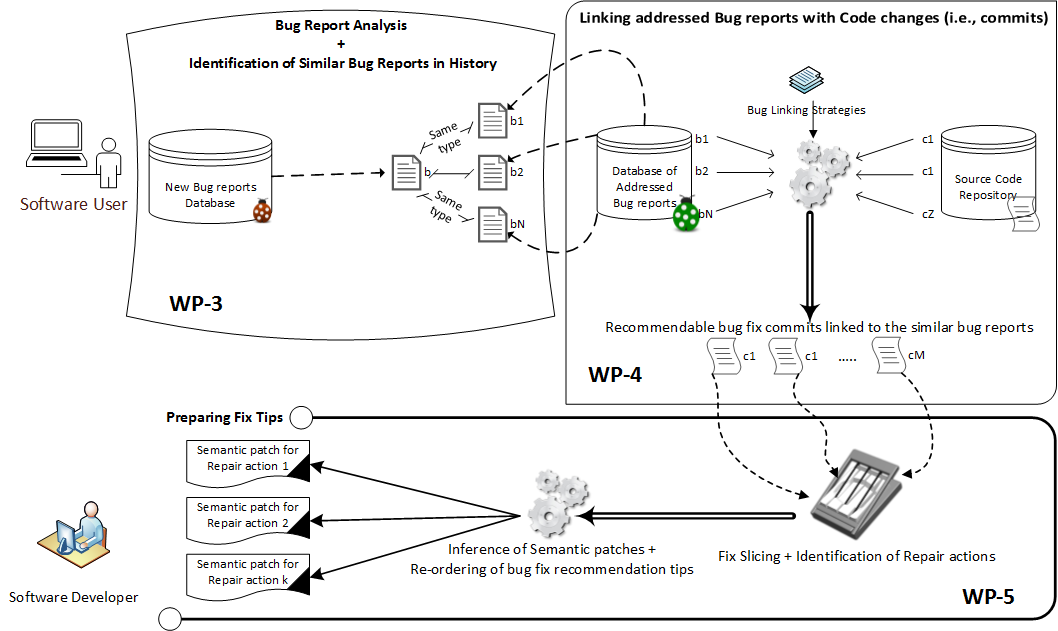 Bug Report Analysis
+
Identification of Similar Bug Reports in History
Linking addressed Bug reports with Code changes (i.e., commits)
Software User
New Bug reports
Database
b
Same
type
Same
type
b1
b2
bN
WP-3
Bug Linking Strategies
Database of
Addressed
Bug reports
b1
b2
bN
c1
c1
cZ
Source Code
Repository
Recommendable bug fix commits linked to the similar bug reports
c1
c1
.....
cM
WP-4
Preparing Fix Tips
Semantic patch for
Repair action 1
Semantic patch for
Repair action 2
Semantic patch for
Repair action k
Software Developer
Inference of Semantic patches +
Re-ordering of bug fix recommendation tips
Fix Slicing + Identification of Repair actions
WP-5